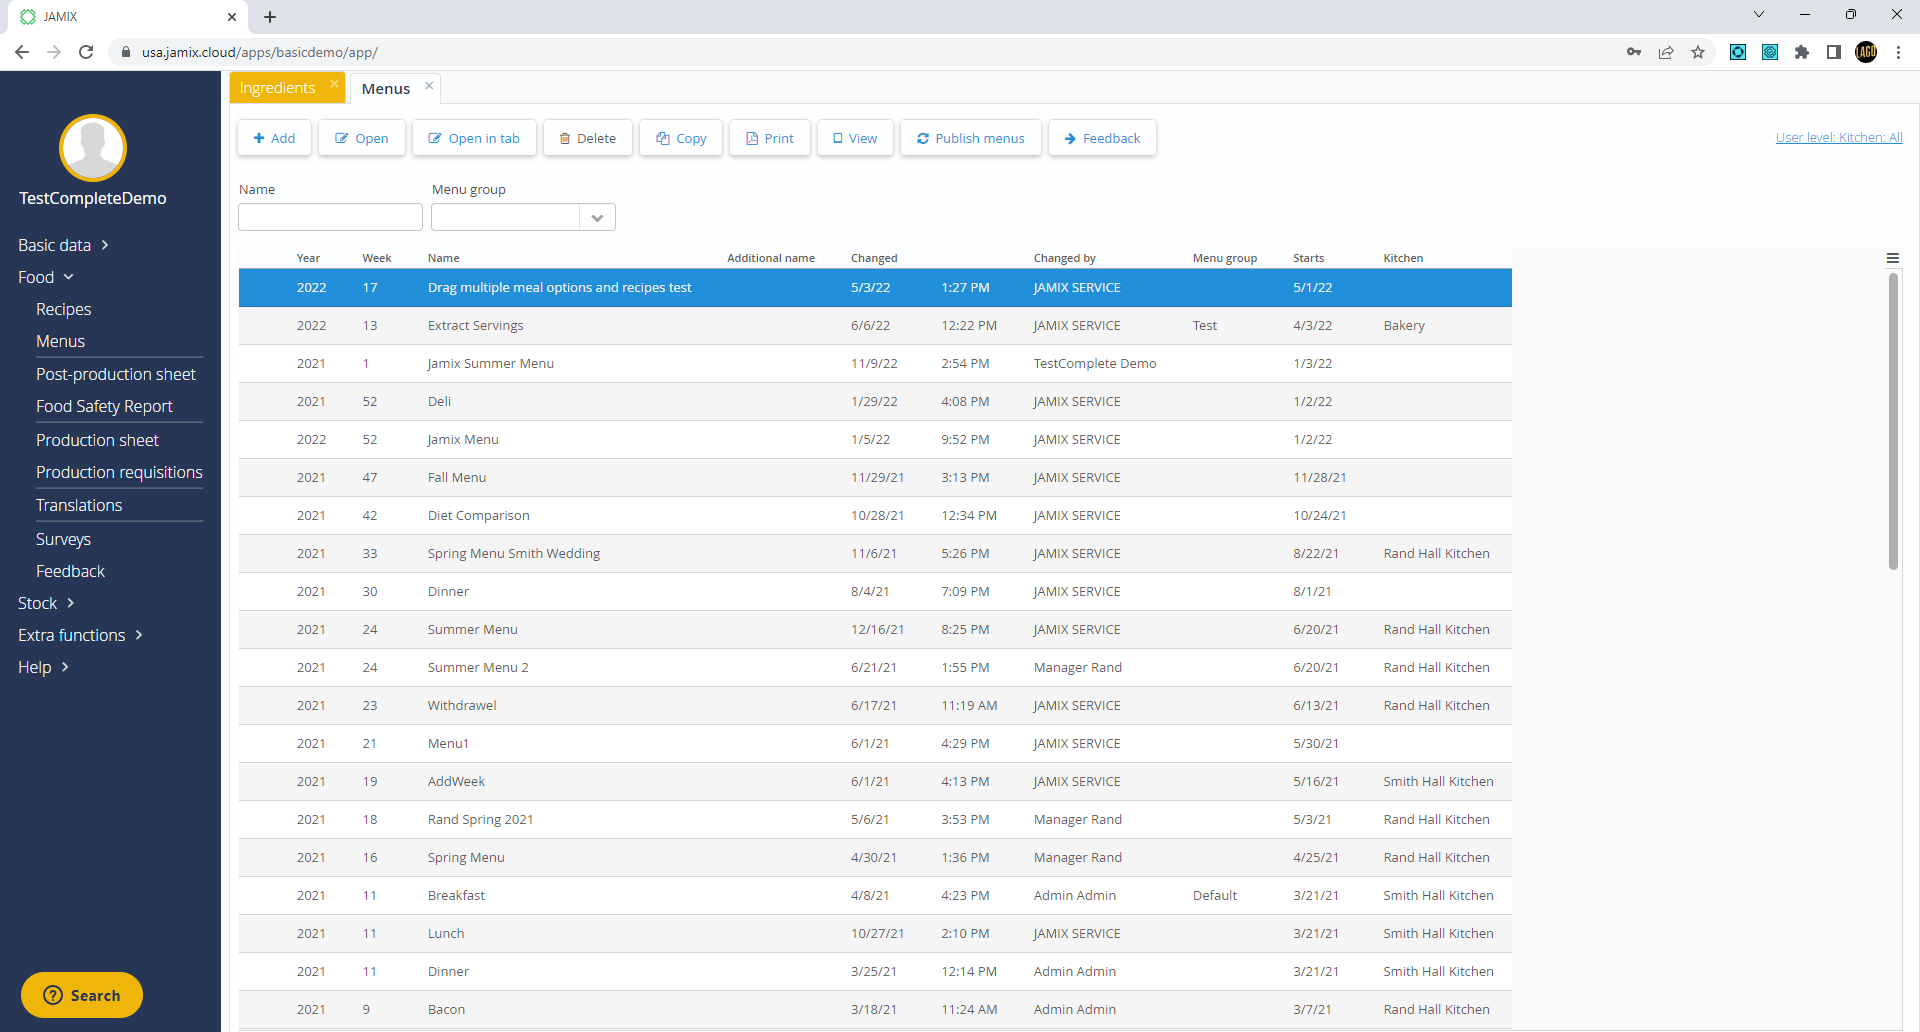 JAMIX
usa.jamix.cloud/apps/basicdemo/app/
LAGO
Ingredients
Menus
Add
Open
Open in tab
Delete
Copy
Print
View
Publish menus
Feedback
User level: Kitchen: All
TestCompleteDemo
Basic data
Food
Recipes
Menus
Post-production sheet
Food Safety Report
Production sheet
Production requisitions
Translations
Surveys
Feedback
Stock
Extra functions
Help
Search
Name Menu group
Year Week Name Additional name Changed Changed by Menu group Starts Kitchen
2022 17 Drag multiple meal options and recipes test 5/3/22 1:27 PM JAMIX SERVICE 5/1/22
2022 13 Extract Servings 6/6/22 12:22 PM JAMIX SERVICE Test 4/3/22 Bakery
2021 1 Jamix Summer Menu 11/9/22 2:54 PM TestComplete Demo 1/3/22
2021 52 Deli 1/29/22 4:08 PM JAMIX SERVICE 1/2/22
2022 52 Jamix Menu 1/5/22 9:52 PM JAMIX SERVICE 1/2/22
2021 47 Fall Menu 11/29/21 3:13 PM JAMIX SERVICE 11/28/21
2021 42 Diet Comparison 10/28/21 12:34 PM JAMIX SERVICE 10/24/21
2021 33 Spring Menu Smith Wedding 11/6/21 5:26 PM JAMIX SERVICE 8/22/21 Rand Hall Kitchen
2021 30 Dinner 8/4/21 7:09 PM JAMIX SERVICE 8/1/21
2021 24 Summer Menu 12/16/21 8:25 PM JAMIX SERVICE 6/20/21 Rand Hall Kitchen
2021 24 Summer Menu 2 6/21/21 1:55 PM Manager Rand 6/20/21 Rand Hall Kitchen
2021 23 Withdrawel 6/17/21 11:19 AM JAMIX SERVICE 6/13/21 Rand Hall Kitchen
2021 21 Menu1 6/1/21 4:29 PM JAMIX SERVICE 5/30/21
2021 19 AddWeek 6/1/21 4:13 PM JAMIX SERVICE 5/16/21 Smith Hall Kitchen
2021 18 Rand Spring 2021 5/6/21 3:53 PM Manager Rand 5/3/21 Rand Hall Kitchen
2021 16 Spring Menu 4/30/21 1:36 PM Manager Rand 4/25/21 Rand Hall Kitchen
2021 11 Breakfast 4/8/21 4:23 PM Admin Admin Default 3/21/21 Smith Hall Kitchen
2021 11 Lunch 10/27/21 2:10 PM JAMIX SERVICE 3/21/21 Smith Hall Kitchen
2021 11 Dinner 3/25/21 12:14 PM Admin Admin 3/21/21 Smith Hall Kitchen
2021 9 Bacon 3/18/21 11:24 AM Admin Admin 3/7/21 Rand Hall Kitchen